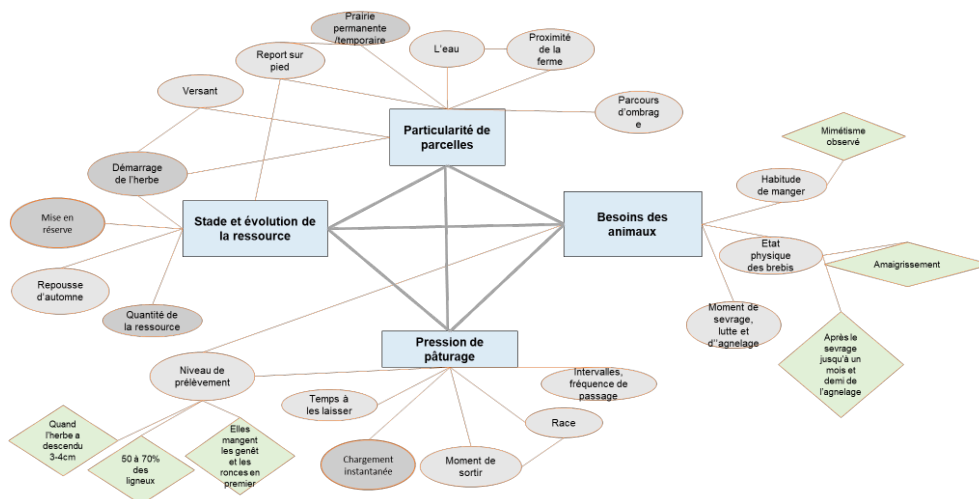 Prairie
permanente
/temporaire
Report sur
pied
L'eau
Proximité
de la
ferme
Versant
Parcours
d'ombrag
e
Particularité de
parcelles
Mimétisme
observé
Démarrage
de l'herbe
Habitude
de manger
Mise en
réserve
Stade et évolution de
la ressource
Besoins des
animaux
Etat
physique
des brebis
Amaigrissement
Repousse
d'automne
Quantité de
la ressource
Moment de
sevrage,
lutte et
d'’agnelage
Pression de
pâturage
Après le
sevrage
jusqu'à un
mois et
demi de
l'agnelage
Niveau de
prélèvement
Intervalles,
fréquence de
passage
Temps à
les laisser
Race
Quand
l'herbe a
descendu
3-4cm
50 à 70%
des
ligneux
Elles
mangent
les genêt
et les
ronces en
premier
Chargement
instantanée
Moment de
sortir